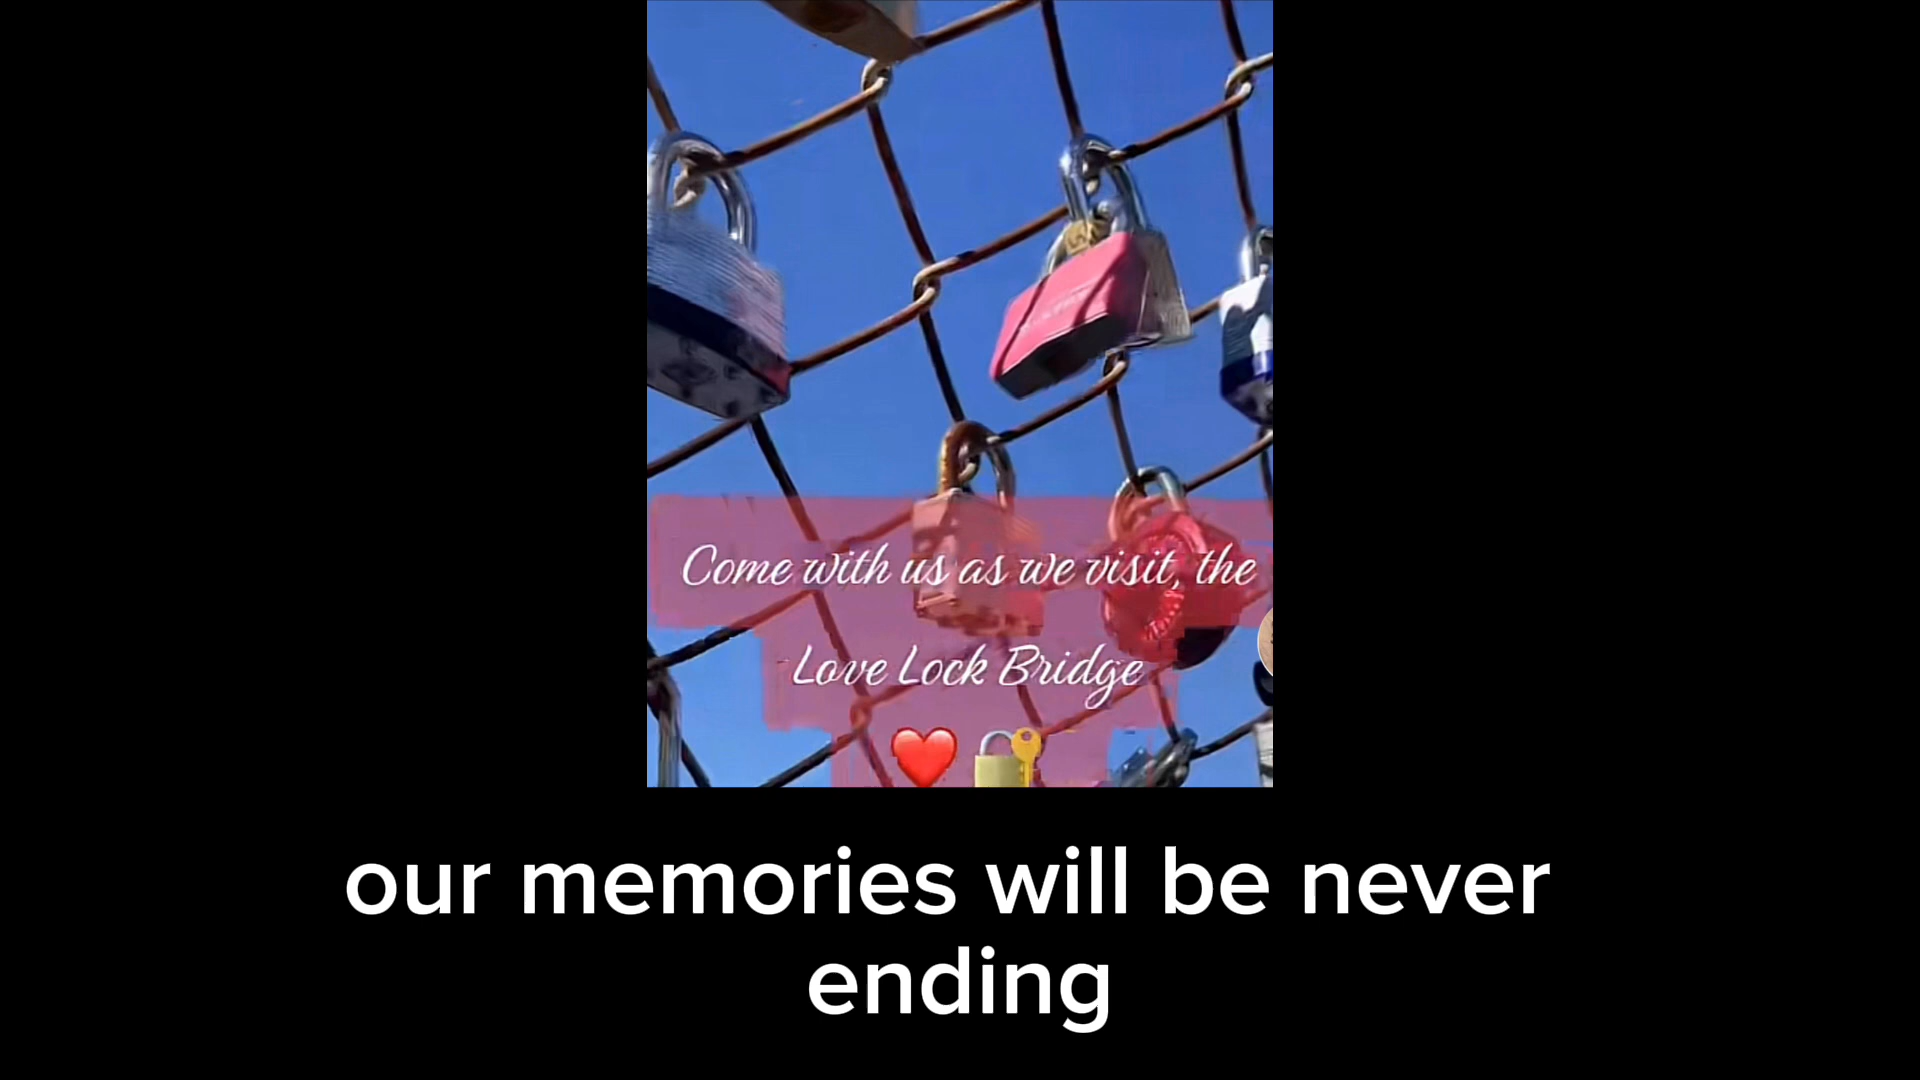 Come with us as we visit, the
Love Lock Bridge
our memories will be never
ending